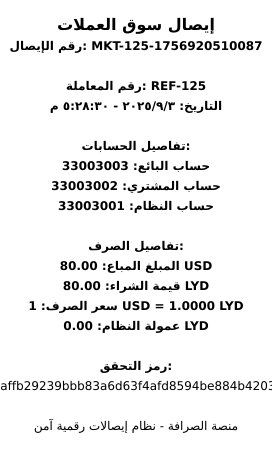 إيصال سوق العملات
رقم الإيصال: MKT-125-1756920510087
رقم المعاملة: REF-125
التاريخ: ٢٠٢٥/٩/٣ - ٥:٢٨:٣٠ م
تفاصيل الحسابات:
حساب البائع: 33003003
حساب المشتري: 33003002
حساب النظام: 33003001
تفاصيل الصرف:
المبلغ المباع: 80.00 USD
قيمة الشراء: 80.00 LYD
سعر الصرف: 1 USD = 1.0000 LYD
عمولة النظام: 0.00 LYD
رمز التحقق:
affb29239bbb83a6d63f4afd8594be884b4203
منصة الصرافة - نظام إيصالات رقمية آمن